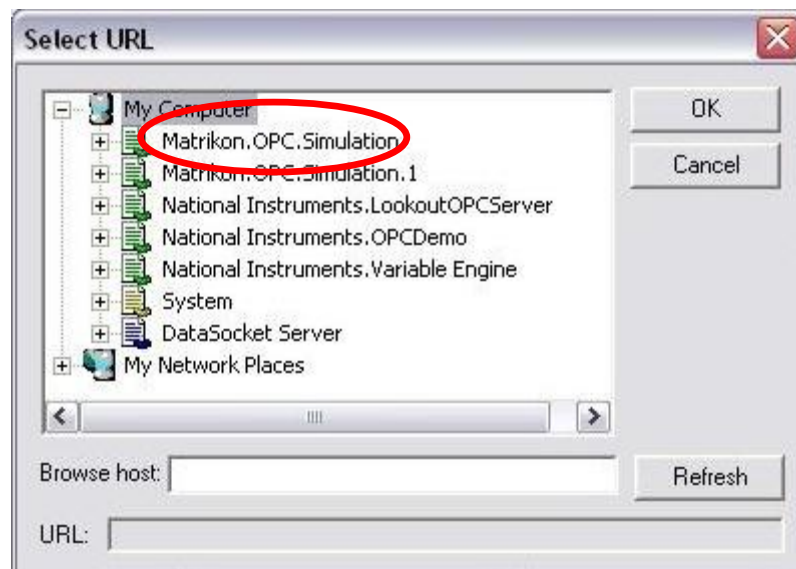 Select URL
My Computer
OK
Matrikon.OPC.Simulation
Matrikon.OPC.Simulation.1
Cancel
National Instruments.LookoutOPCServer
National Instruments.OPCDemo
National Instruments.Variable Engine
System
DataSocket Server
My Network Places
Browse host:
Refresh
URL: